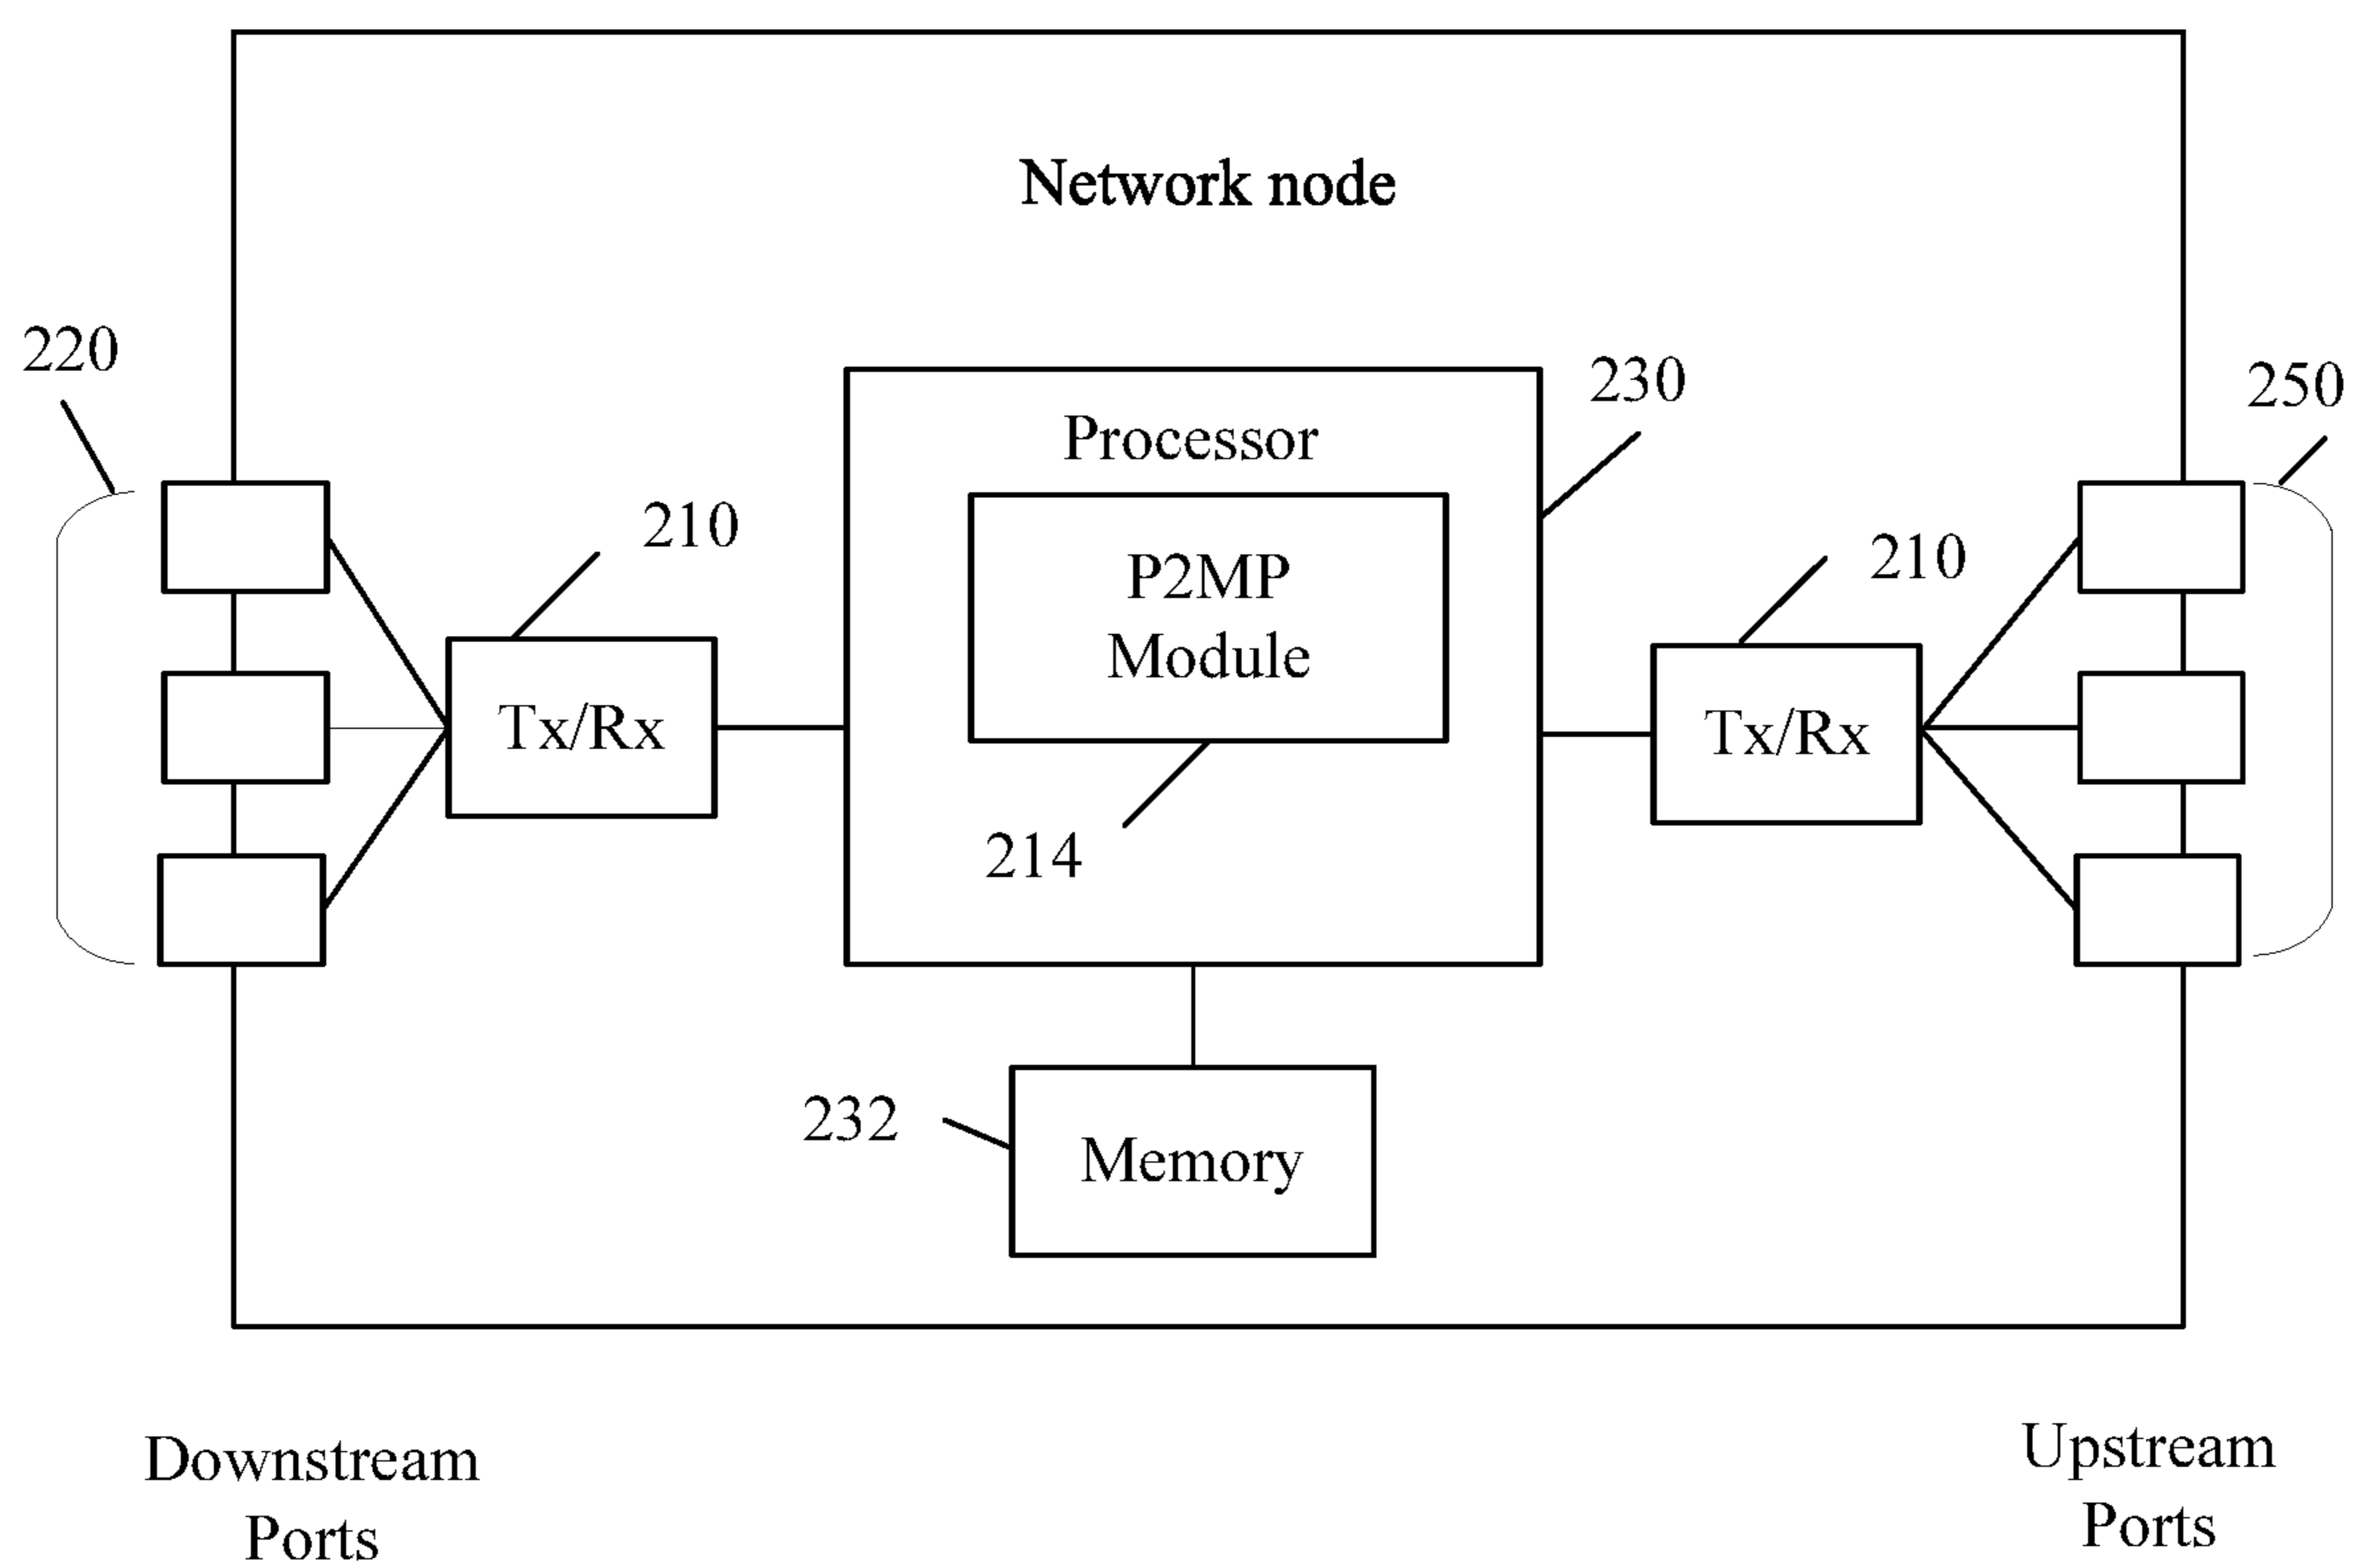 Network node
220
230
250
Processor
210
210
P2MP
Module
Tx/Rx
Tx/Rx
214
232
Memory
Downstream
Ports
Upstream
Ports